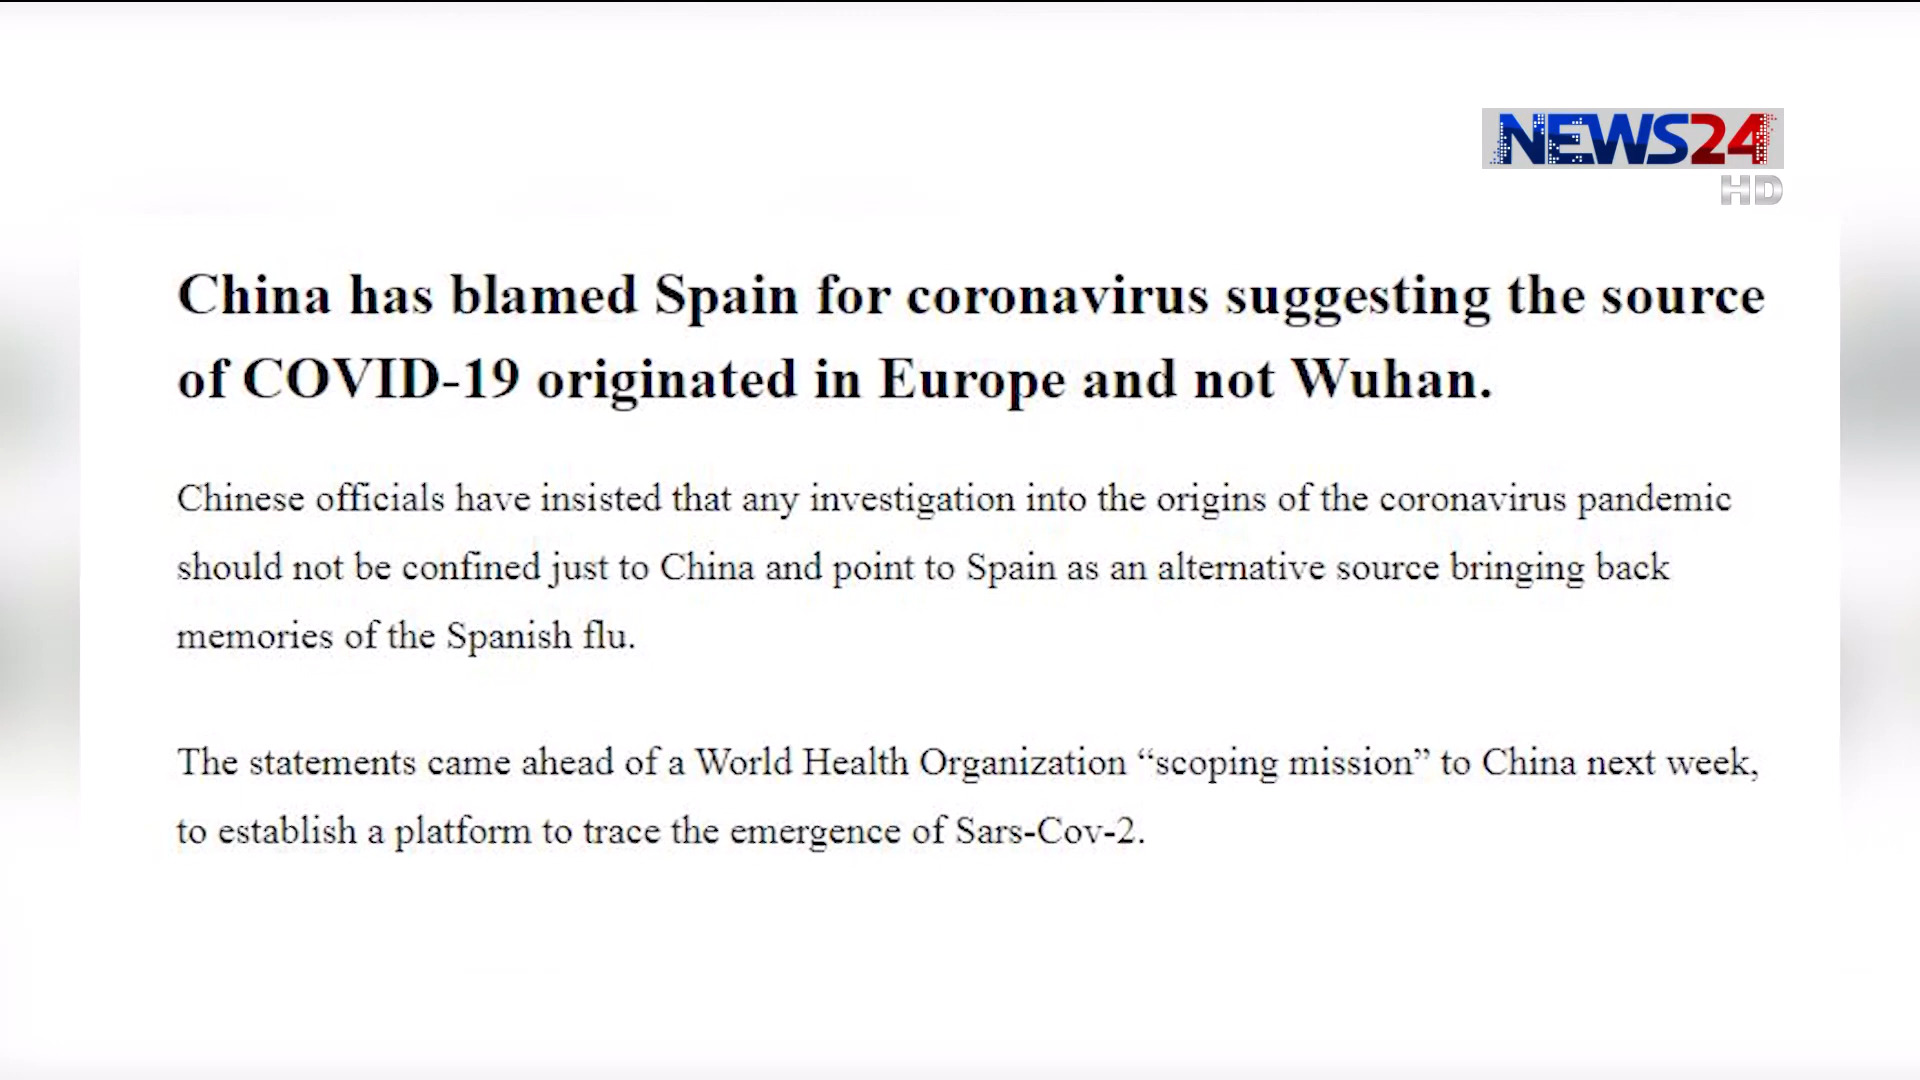 NEWS24
HD
China has blamed Spain for coronavirus suggesting the source
of COVID-19 originated in Europe and not Wuhan.
Chinese officials have insisted that any investigation into the origins of the coronavirus pandemic
should not be confined just to China and point to Spain as an alternative source bringing back
memories of the Spanish flu.
The statements came ahead of a World Health Organization “scoping mission” to China next week,
to establish a platform to trace the emergence of Sars-Cov-2.